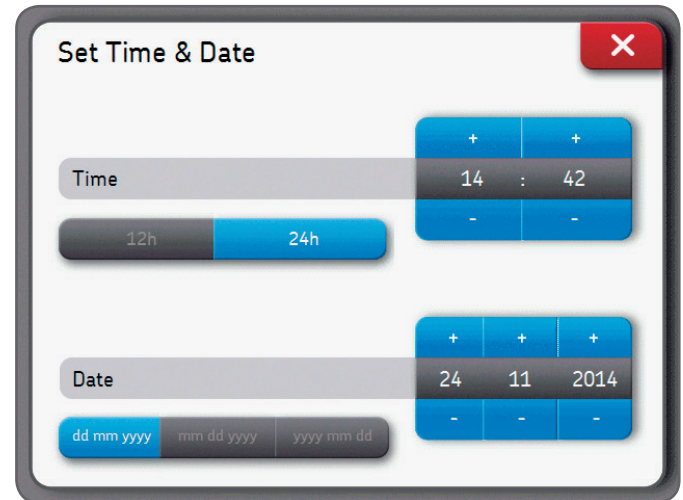 Set Time & Date
+ +
Time 14 : 42
- -
12h 24h
+ + +
Date 24 11 2014
- - -
dd mm yyyy mm dd yyyy yyyy mm dd